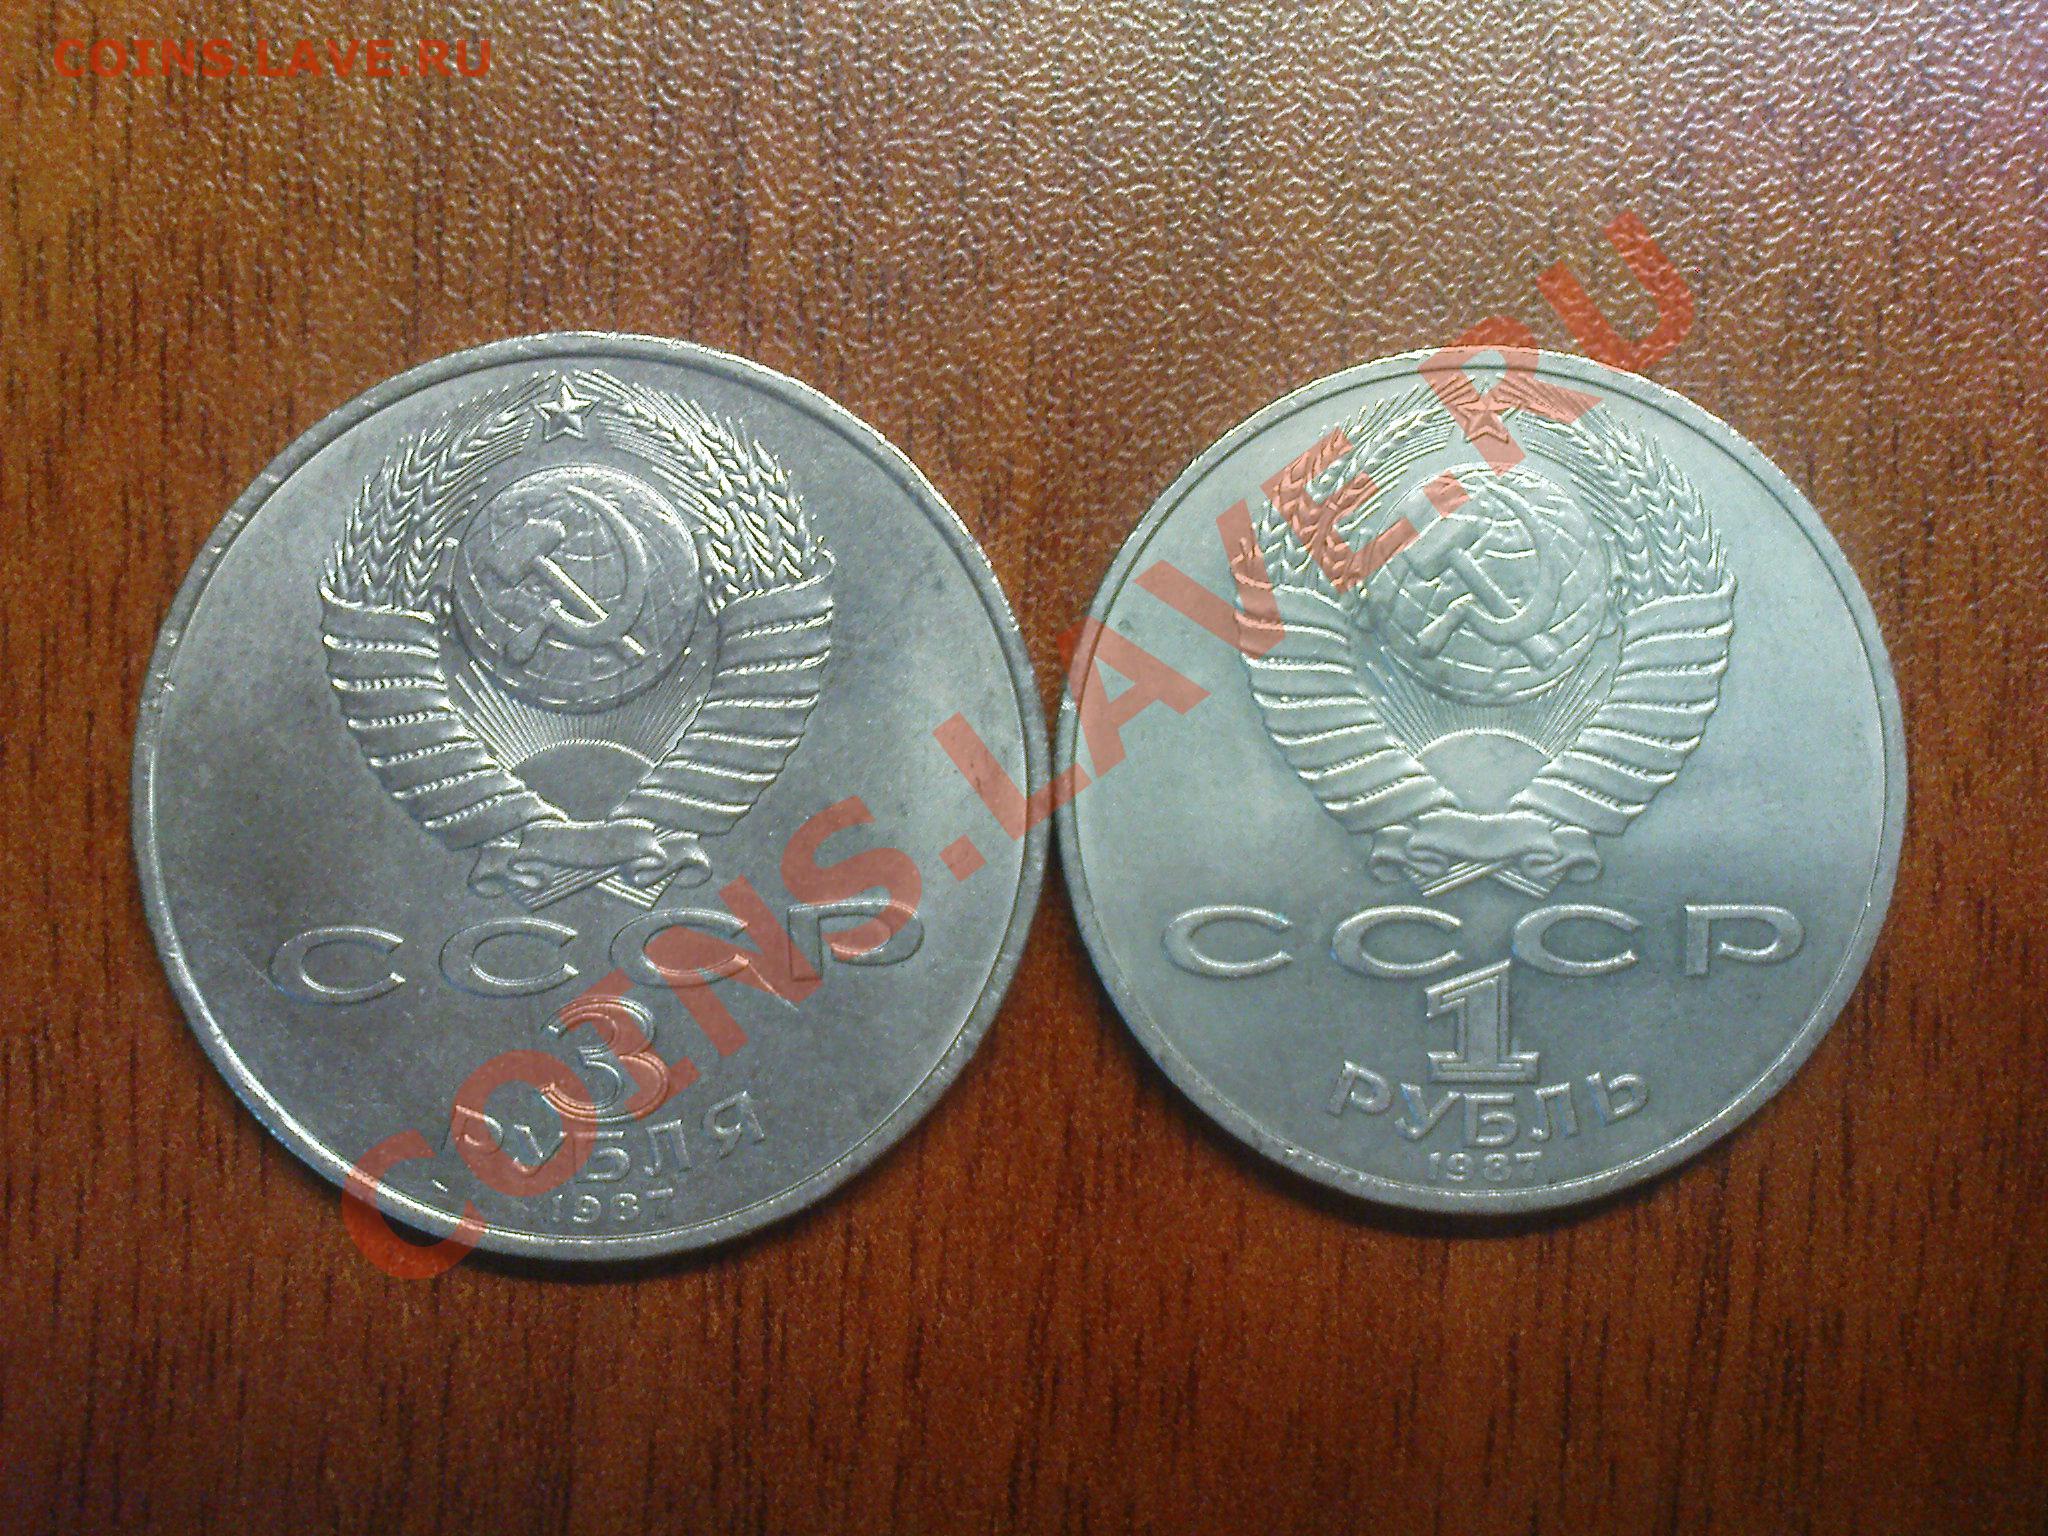 COINS.LAVE.RU
СССР
3
РУБЛЯ
1987
СССР
1
РУБЛЬ
1987
COINS.LAVE.RU